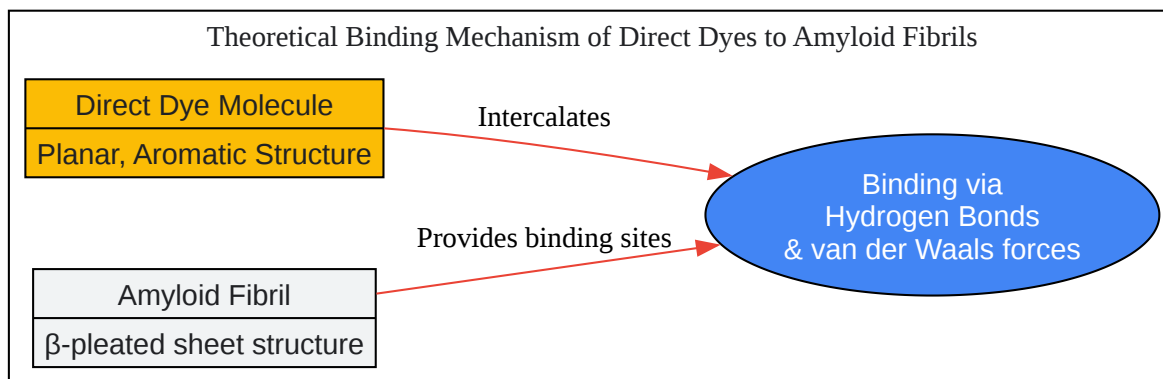 Theoretical Binding Mechanism of Direct Dyes to Amyloid Fibrils
Direct Dye Molecule
Planar, Aromatic Structure
Intercalates
Binding via
Hydrogen Bonds
& van der Waals forces
Provides binding sites
Amyloid Fibril
β-pleated sheet structure